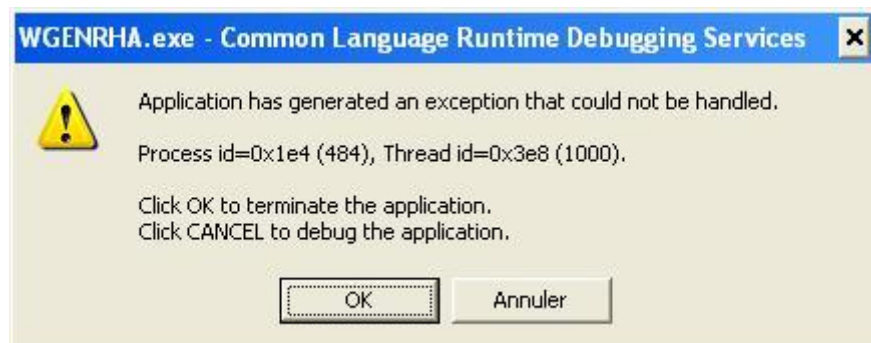 WGENRHA.exe - Common Language Runtime Debugging Services
Application has generated an exception that could not be handled.
Process id=0x1e4 (484), Thread id=0x3e8 (1000).
Click OK to terminate the application.
Click CANCEL to debug the application.
OK
Annuler